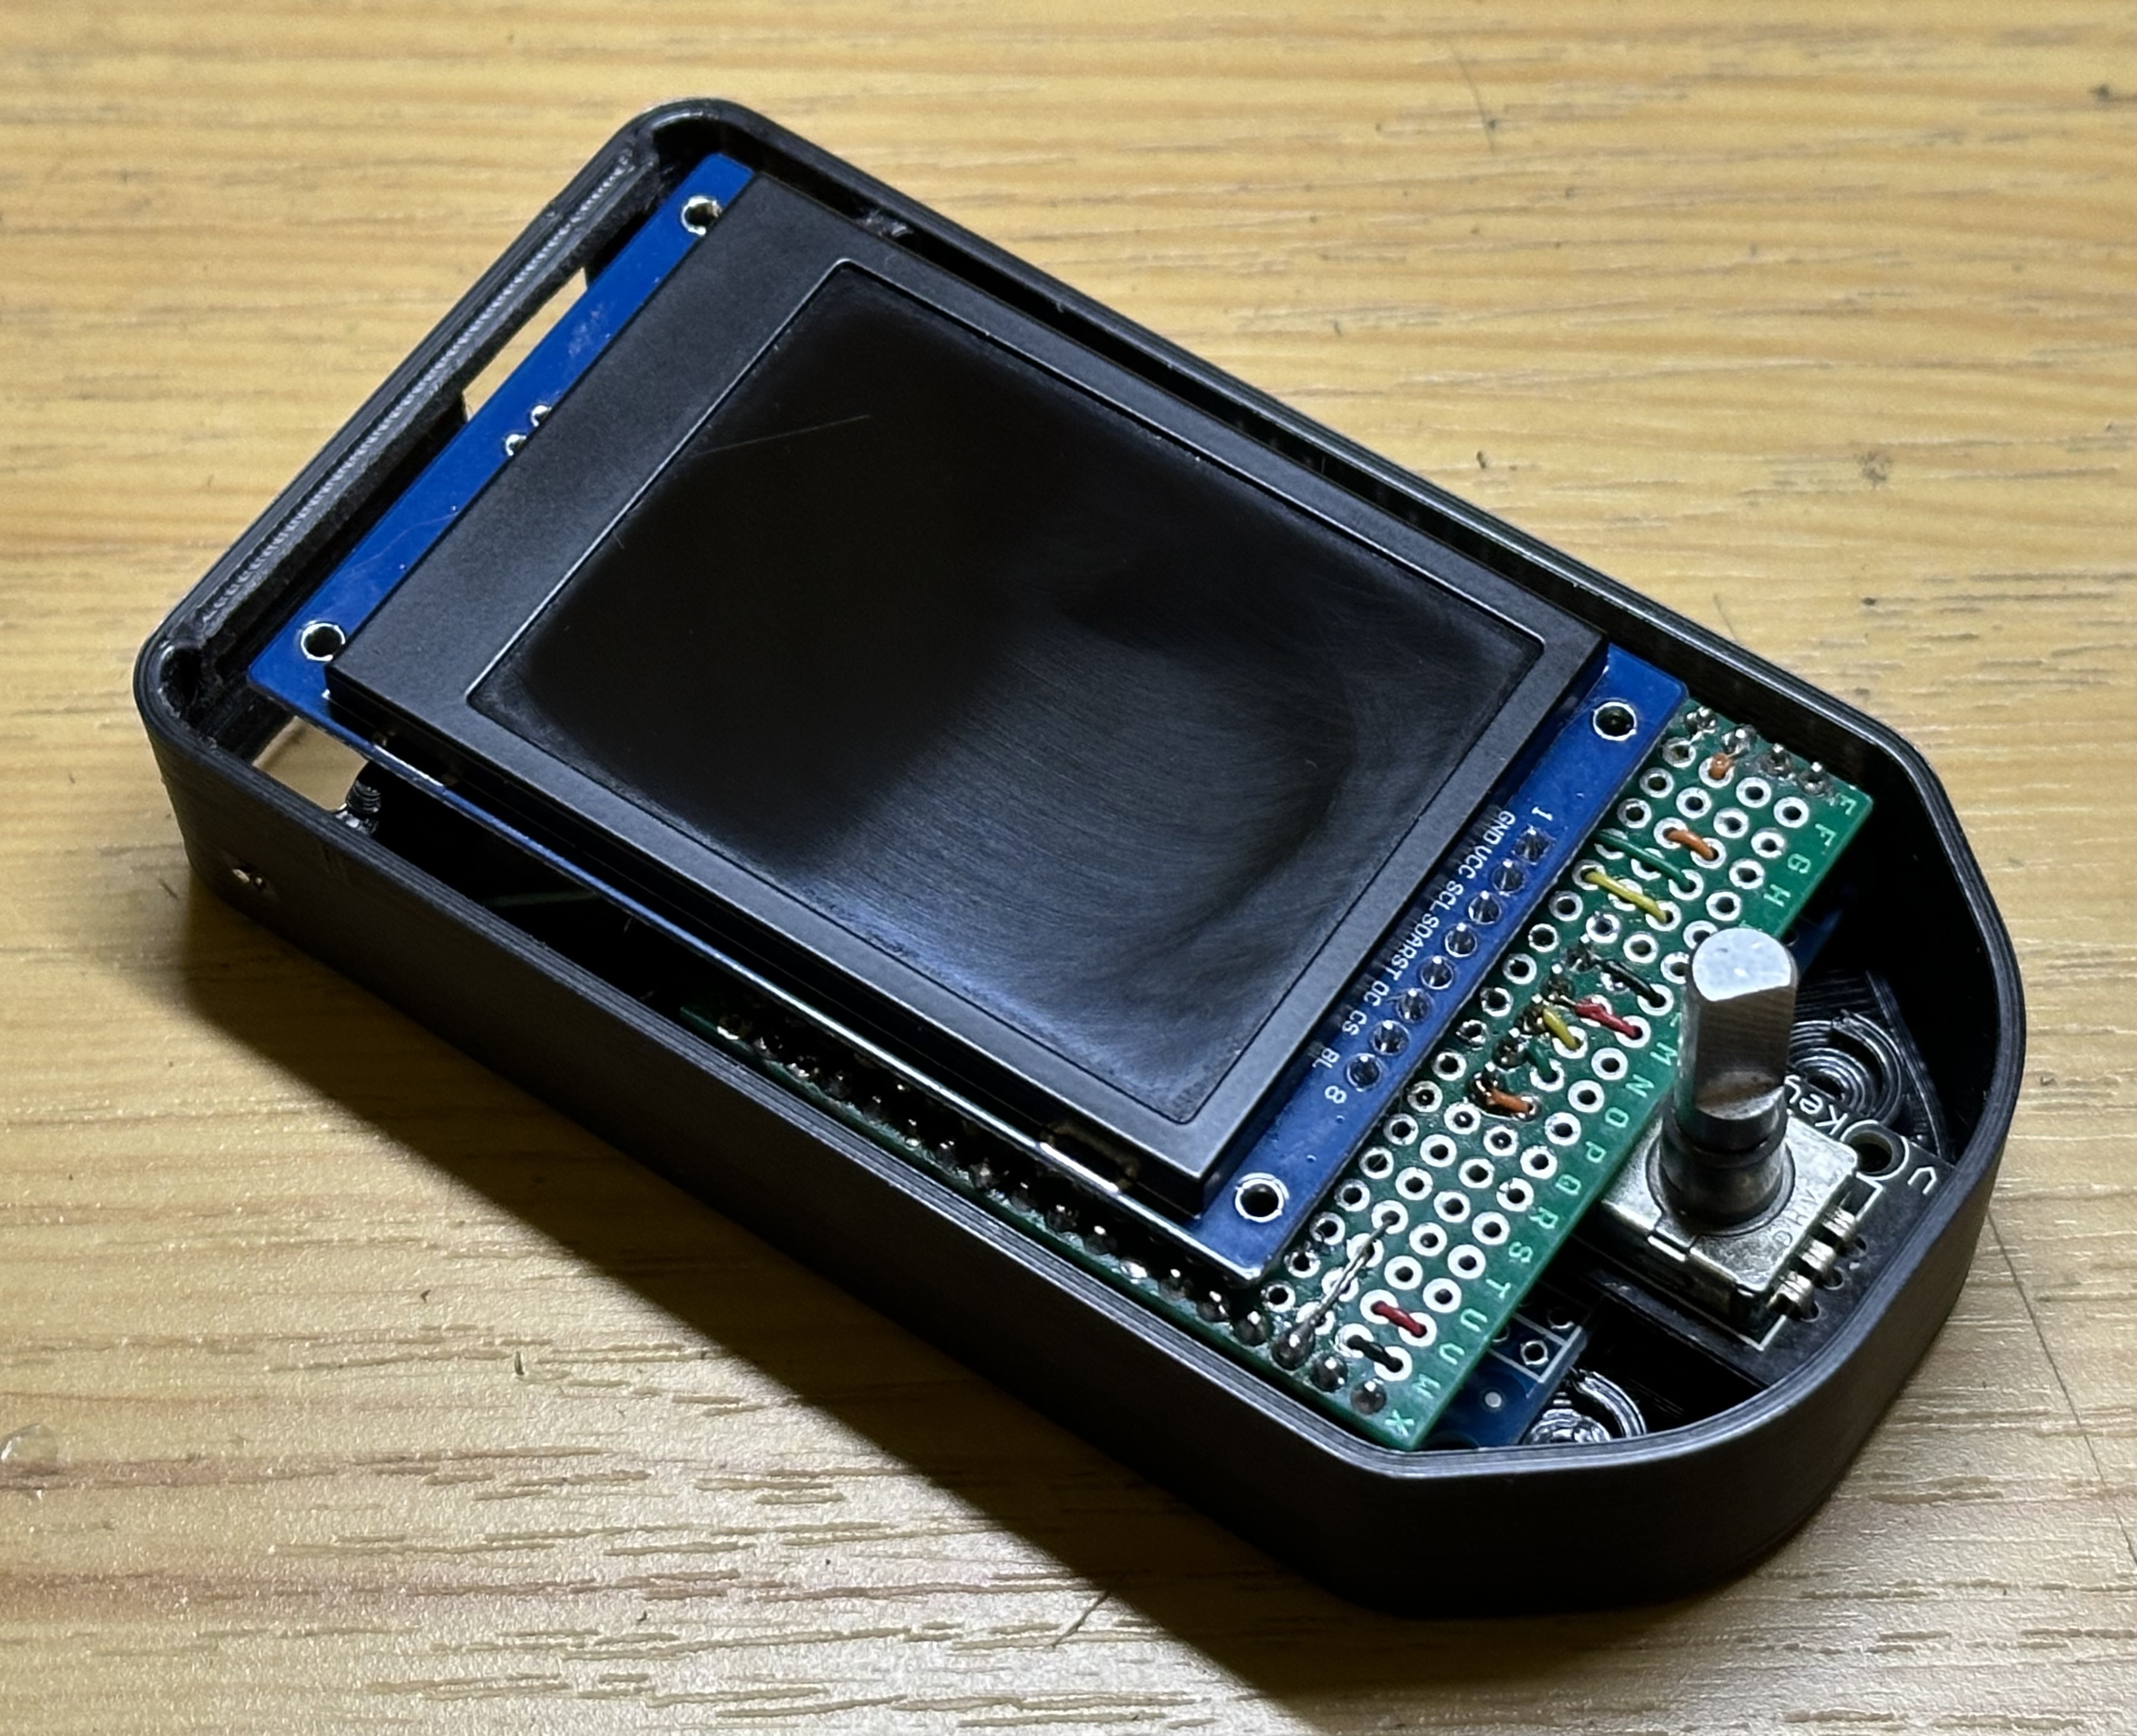 1
GND VCC SCL SDA RST DC CS BL
8
E F G H
M N O P Q R S T U V W X
Key
V